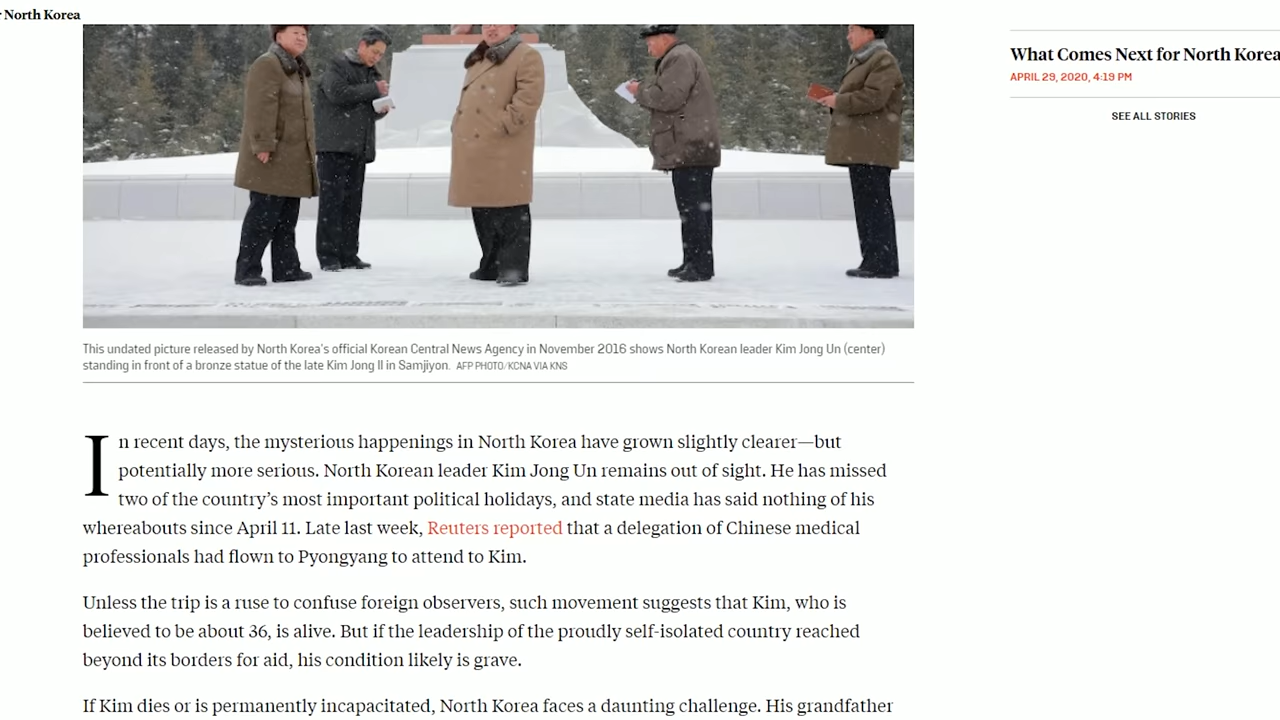 North Korea
What Comes Next for North Korea
APRIL 29, 2020, 4:19 PM
SEE ALL STORIES
This undated picture released by North Korea's official Korean Central News Agency in November 2016 shows North Korean leader Kim Jong Un (center)
standing in front of a bronze statue of the late Kim Jong Il in Samjiyon. AFP PHOTO/KCNA VIA KNS
In recent days, the mysterious happenings in North Korea have grown slightly clearer—but
potentially more serious. North Korean leader Kim Jong Un remains out of sight. He has missed
two of the country's most important political holidays, and state media has said nothing of his
whereabouts since April 11. Late last week, Reuters reported that a delegation of Chinese medical
professionals had flown to Pyongyang to attend to Kim.
Unless the trip is a ruse to confuse foreign observers, such movement suggests that Kim, who is
believed to be about 36, is alive. But if the leadership of the proudly self-isolated country reached
beyond its borders for aid, his condition likely is grave.
If Kim dies or is permanently incapacitated, North Korea faces a daunting challenge. His grandfather